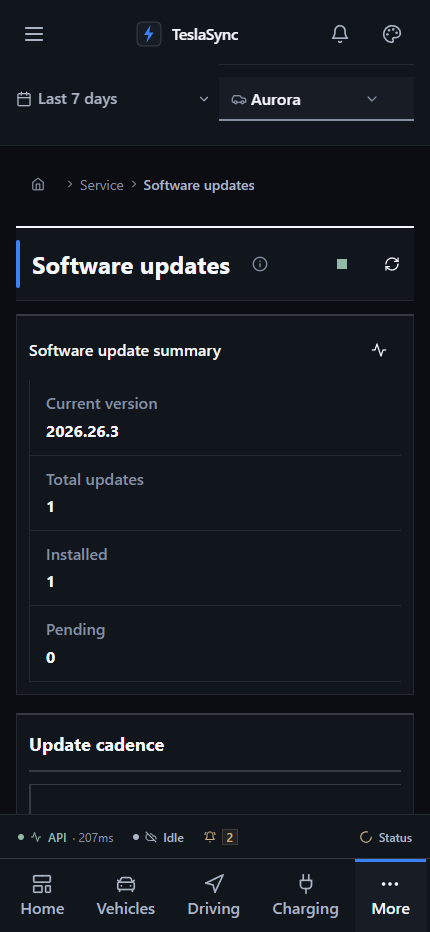 TeslaSync
Last 7 days
Aurora
Service
Software updates
Software updates
Software update summary
Current version
2026.26.3
Total updates
1
Installed
1
Pending
0
Update cadence
API · 207ms
Idle
2
Status
Home
Vehicles
Driving
Charging
More